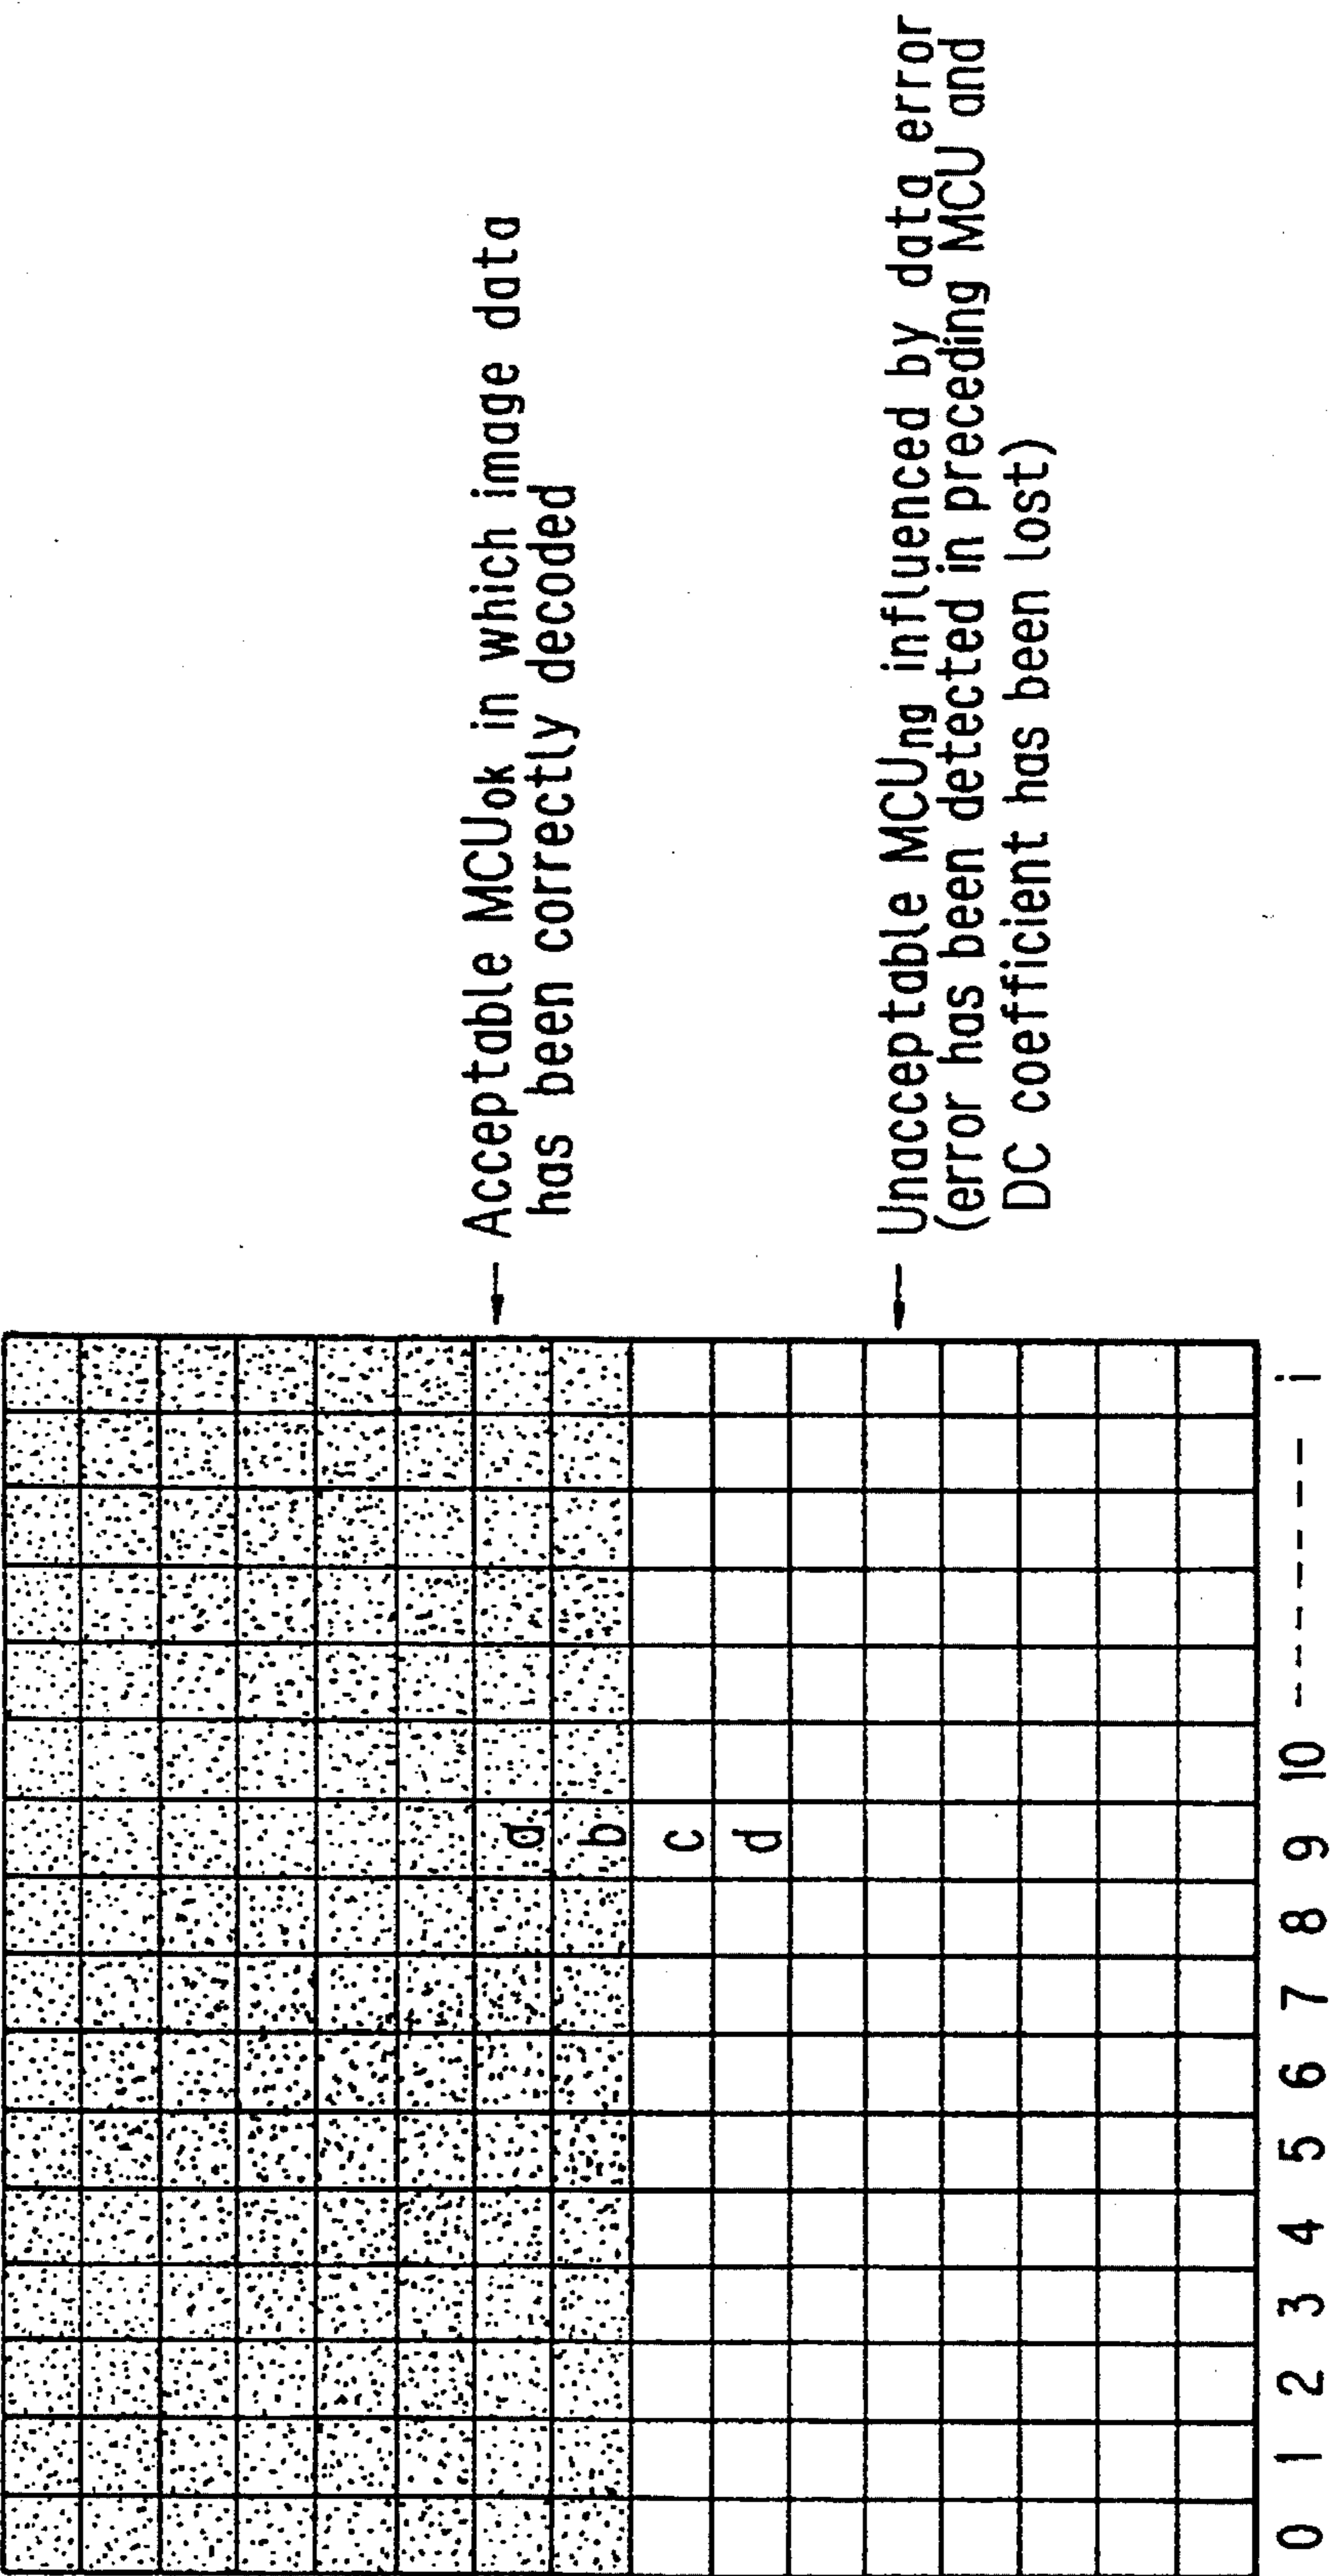 Acceptable MCUok in which image data
has been correctly decoded
Unacceptable MCUng influenced by data error
(error has been detected in preceding MCU and
DC coefficient has been lost)
a
b
c
d
0 1 2 3 4 5 6 7 8 9 10 ------- i